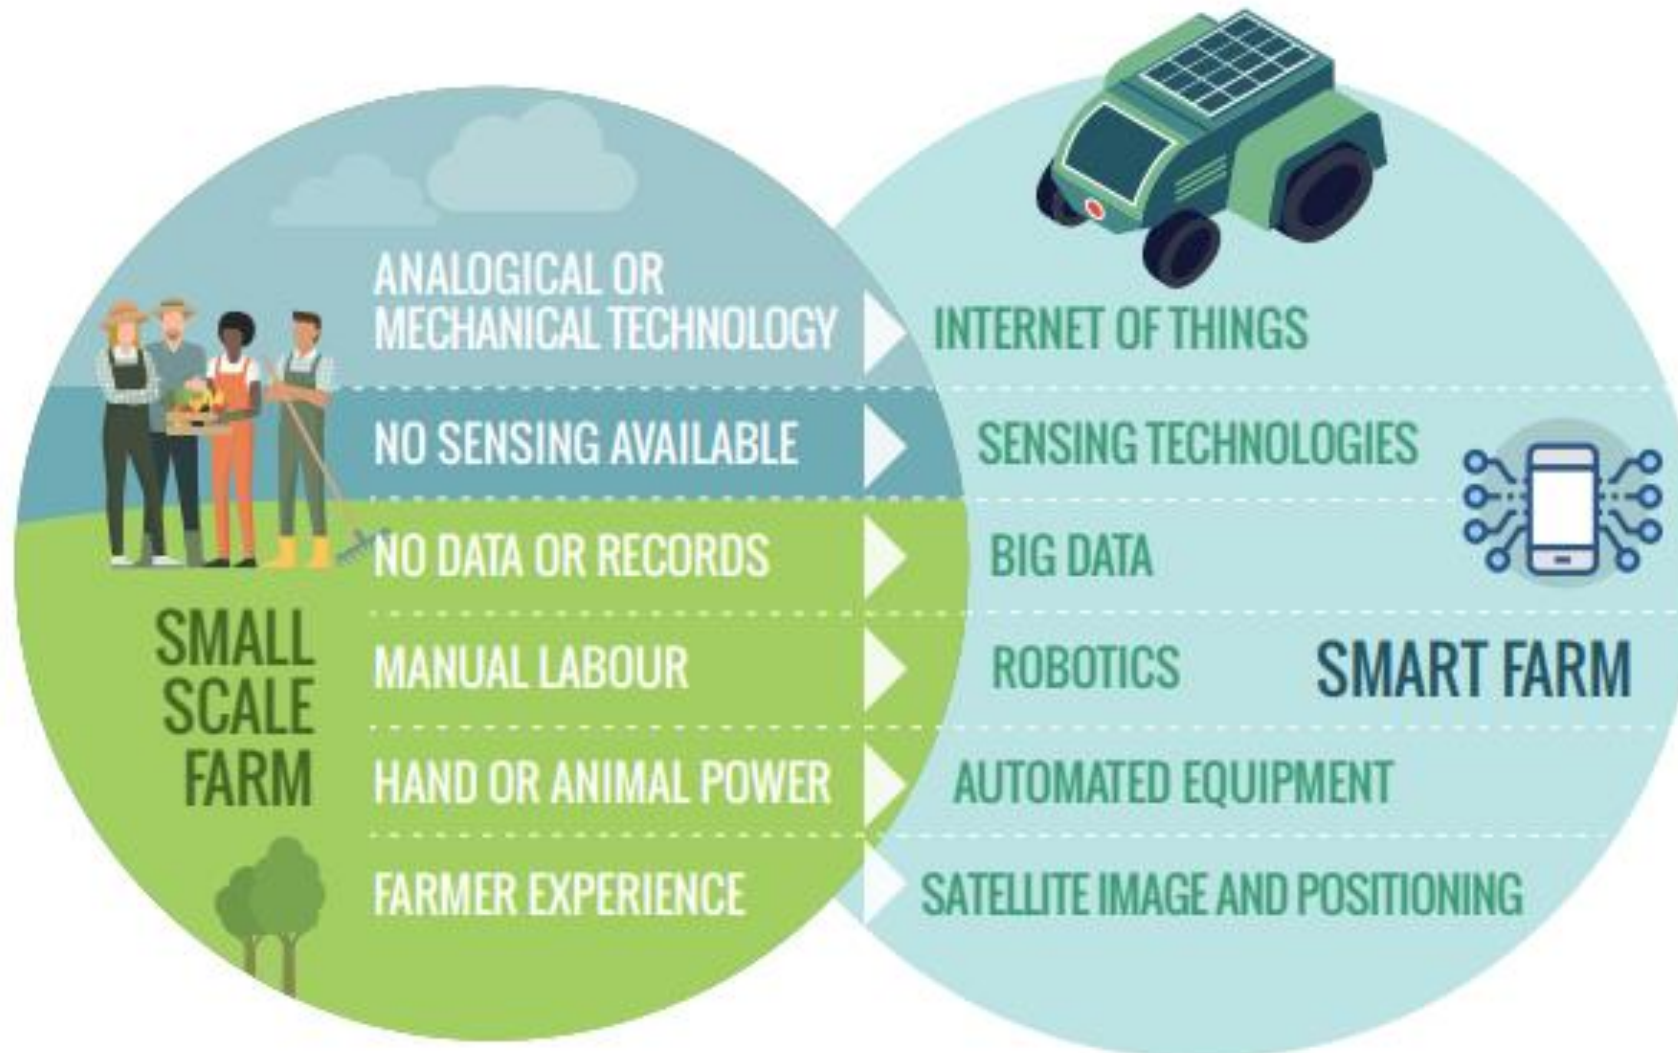 ANALOGICAL OR
MECHANICAL TECHNOLOGY
INTERNET OF THINGS
NO SENSING AVAILABLE
SENSING TECHNOLOGIES
NO DATA OR RECORDS
BIG DATA
SMALL
SCALE
FARM
MANUAL LABOUR
ROBOTICS
SMART FARM
HAND OR ANIMAL POWER
AUTOMATED EQUIPMENT
FARMER EXPERIENCE
SATELLITE IMAGE AND POSITIONING